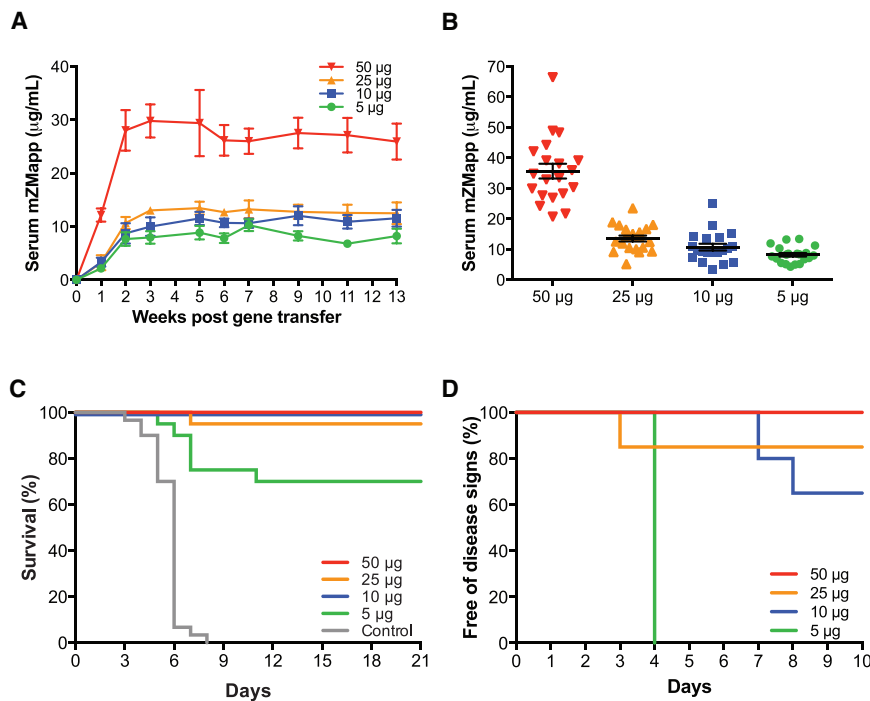 A
Serum mZMapp (µg/mL)
40
30
20
10
0
50 µg
25 µg
10 µg
5 µg
0 1 2 3 4 5 6 7 8 9 10 11 12 13
Weeks post gene transfer
B
Serum mZMapp (µg/mL)
70
60
50
40
30
20
10
0
50 µg 25 µg 10 µg 5 µg
C
Survival (%)
100
80
60
40
20
0
50 µg
25 µg
10 µg
5 µg
Control
0 3 6 9 12 15 18 21
Days
D
Free of disease signs (%)
100
80
60
40
20
0
50 µg
25 µg
10 µg
5 µg
0 1 2 3 4 5 6 7 8 9 10
Days